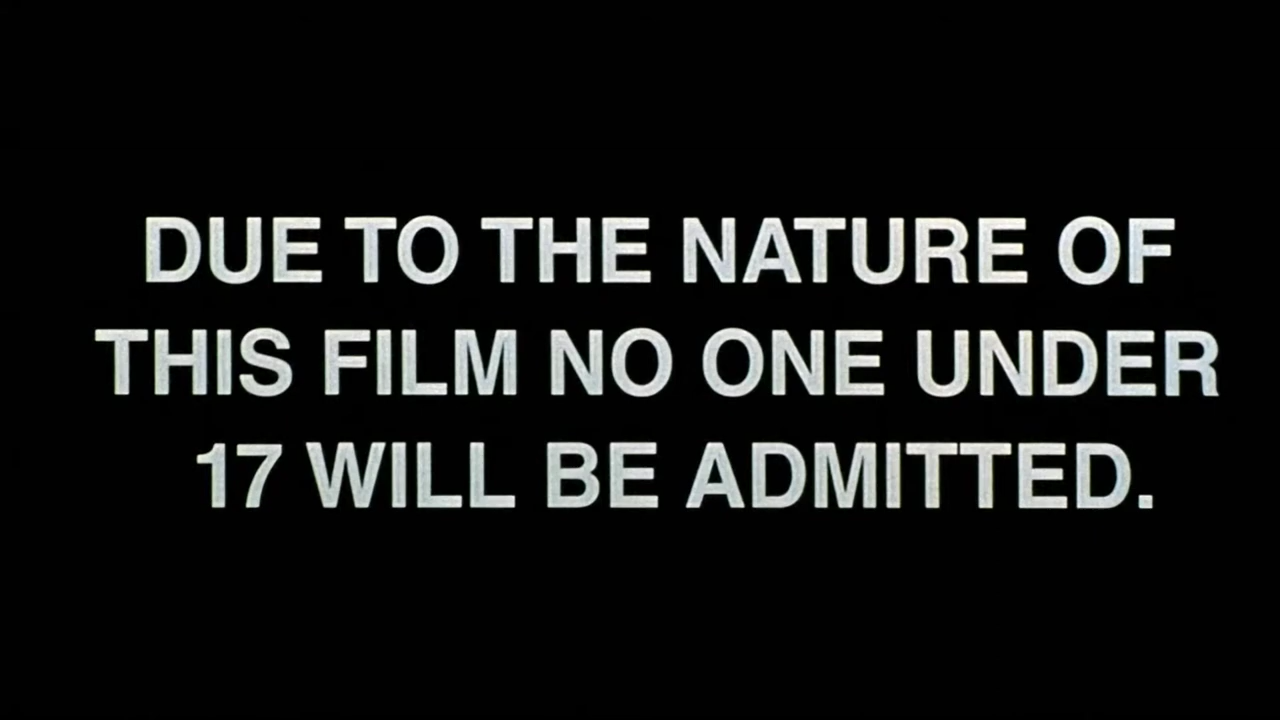 DUE TO THE NATURE OF
THIS FILM NO ONE UNDER
17 WILL BE ADMITTED.